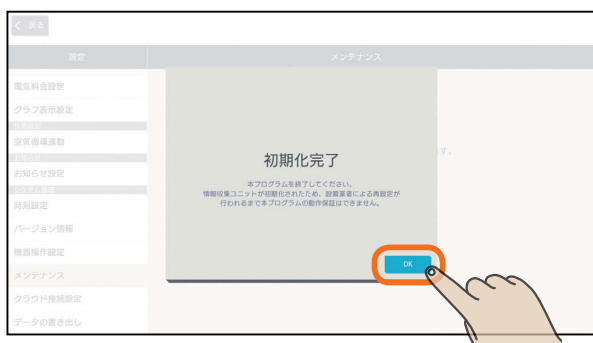 戻る
設定
メンテナンス
電気料金設定
グラフ表示設定
空気循環連動
お知らせ
お知らせ設定
時刻設定
バージョン情報
機器操作設定
メンテナンス
クラウド接続設定
データの書き出し
す。
初期化完了
本プログラムを終了してください。
情報収集ユニットが初期化されたため、設置業者による再設定が
行われるまで本プログラムの動作保証はできません。
OK